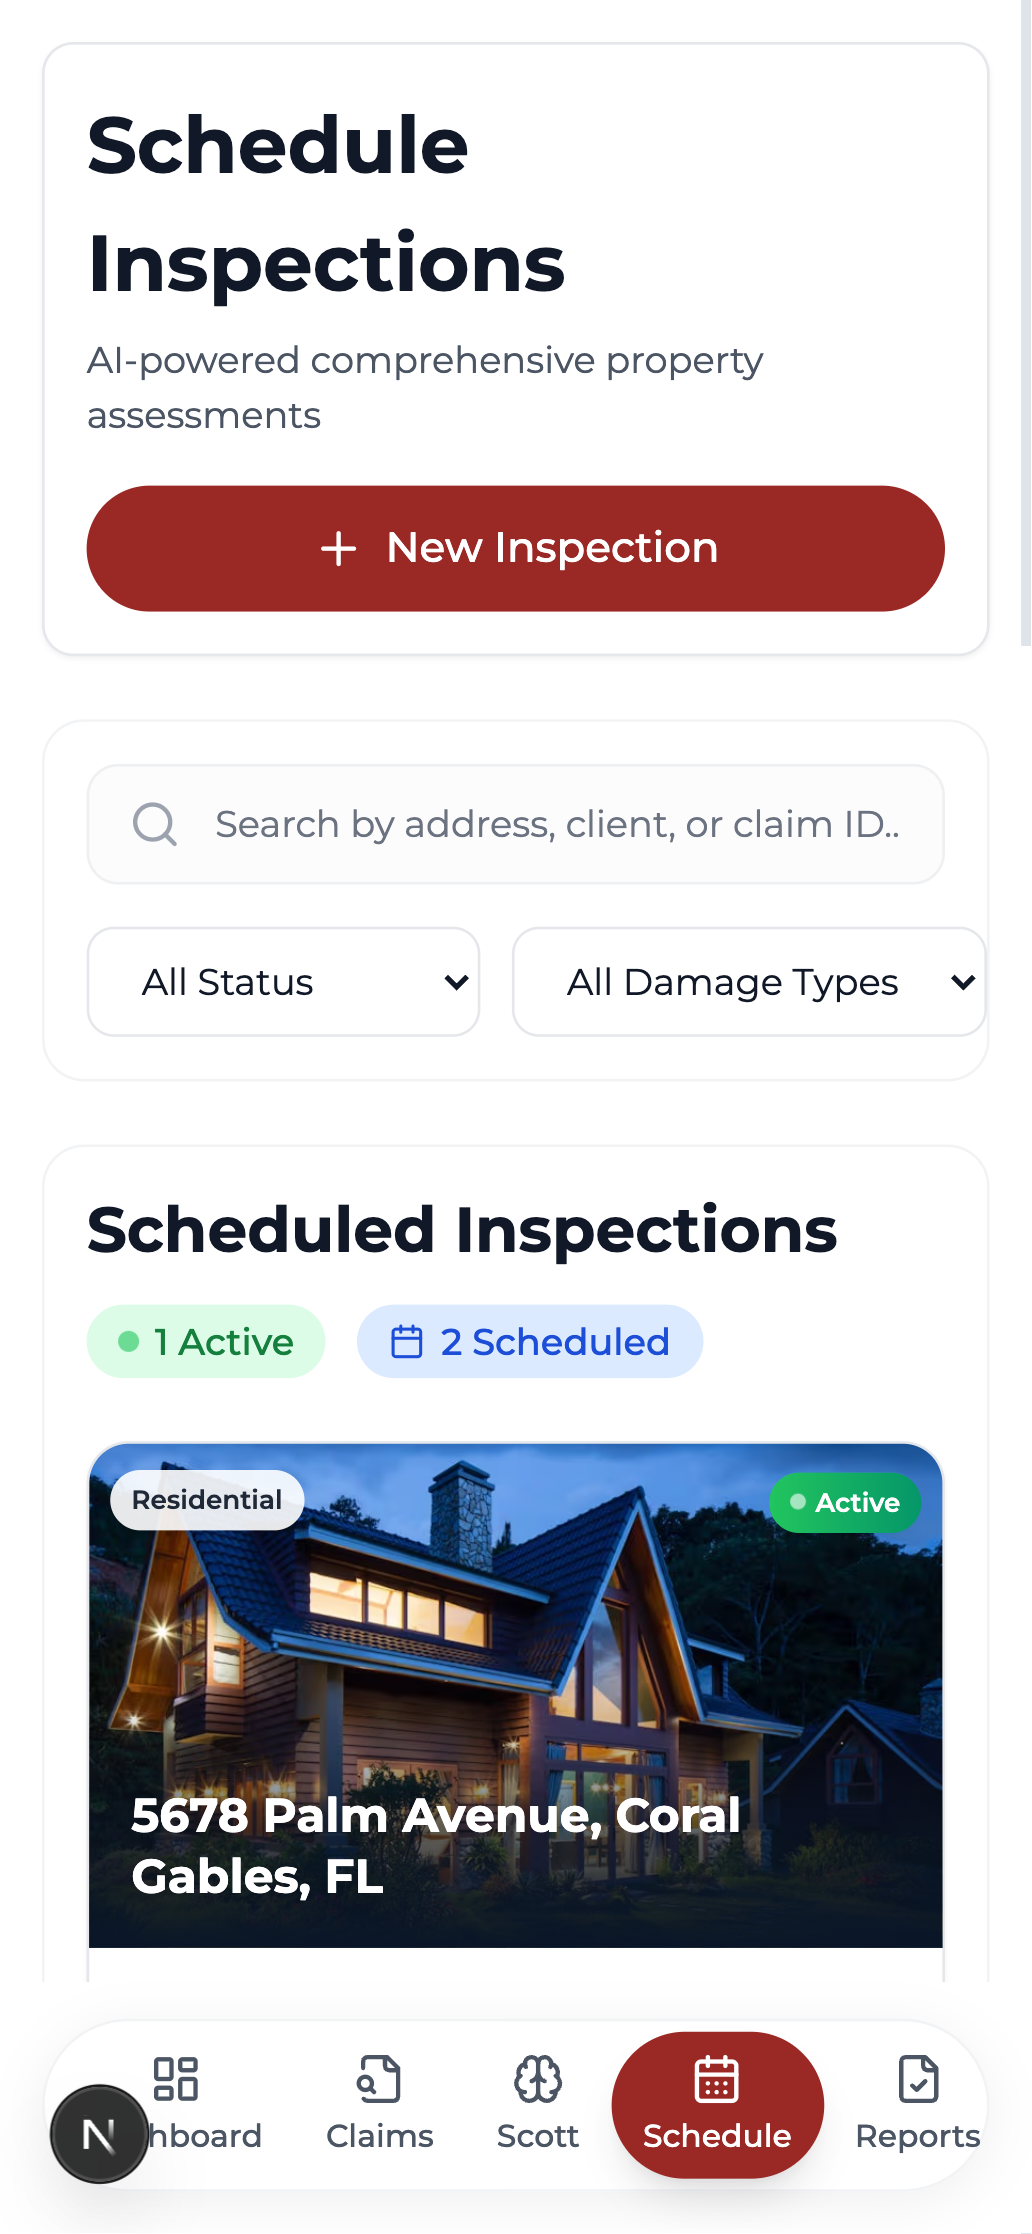 Schedule
Inspections
AI-powered comprehensive property
assessments
New Inspection
Search by address, client, or claim ID..
All Status
All Damage Types
Scheduled Inspections
1 Active
2 Scheduled
Residential
Active
5678 Palm Avenue, Coral
Gables, FL
N
hboard
Claims
Scott
Schedule
Reports